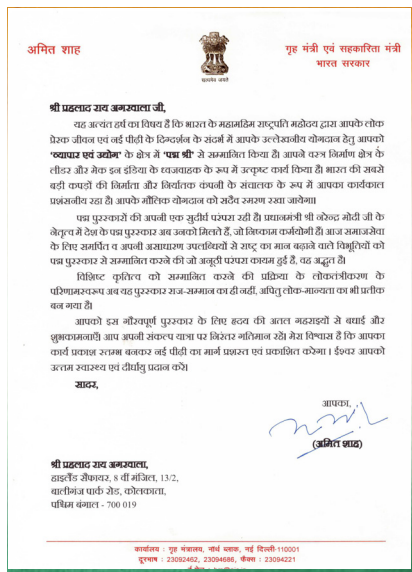 अमित शाह
सत्यमेव जयते
गृह मंत्री एवं सहकारिता मंत्री
भारत सरकार
श्री प्रहलाद राय अगरवाला जी,
यह अत्यंत हर्ष का विषय है कि भारत के महामहिम राष्ट्रपति महोदय द्वारा आपके लोक
प्रेरक जीवन एवं नई पीढ़ी के दिग्दर्शन के संदर्भ में आपके उल्लेखनीय योगदान हेतु आपको
'व्यापार एवं उद्योग' के क्षेत्र में 'पद्म श्री' से सम्मानित किया है। आपने वस्त्र निर्माण क्षेत्र के
लीडर और मेक इन इंडिया के ध्वजवाहक के रूप में उत्कृष्ट कार्य किया है। भारत की सबसे
बड़ी कपड़ों की निर्माता और निर्यातक कंपनी के संचालक के रूप में आपका कार्यकाल
प्रशंसनीय रहा है। आपके मौलिक योगदान को सदैव स्मरण रखा जायेगा।
पद्म पुरस्कारों की अपनी एक सुदीर्घ परंपरा रही है। प्रधानमंत्री श्री नरेन्द्र मोदी जी के
नेतृत्व में देश के पद्म पुरस्कार अब उनको मिलते हैं, जो निष्काम कर्मयोगी हैं। आज समाजसेवा
के लिए समर्पित व अपनी असाधारण उपलब्धियों से राष्ट्र का मान बढ़ाने वाले विभूतियों को
पद्म पुरस्कार से सम्मानित करने की जो अनूठी परंपरा कायम हुई है, वह अद्भुत है।
विशिष्ट कृतित्व को सम्मानित करने की प्रक्रिया के लोकतंत्रीकरण के
परिणामस्वरूप अब यह पुरस्कार राज-सम्मान का ही नहीं, अपितु लोक-मान्यता का भी प्रतीक
बन गया है।
आपको इस गौरवपूर्ण पुरस्कार के लिए हृदय की अतल गहराइयों से बधाई और
शुभकामनाएँ। आप अपनी संकल्प यात्रा पर निरंतर गतिमान रहें। मेरा विश्वास है कि आपका
कार्य प्रकाश स्तम्भ बनकर नई पीढ़ी का मार्ग प्रशस्त एवं प्रकाशित करेगा । ईश्वर आपको
उत्तम स्वास्थ्य एवं दीर्घायु प्रदान करें।
सादर,
आपका,
(अमित शाह)
श्री प्रहलाद राय अगरवाला,
हाइलैंड सैफायर, 8 वीं मंजिल, 13/2,
बालीगंज पार्क रोड, कोलकाता,
पश्चिम बंगाल - 700 019
कार्यालय : गृह मंत्रालय, नॉर्थ ब्लाक, नई दिल्ली-110001
दूरभाष : 23092462, 23094686, फैक्स : 23094221